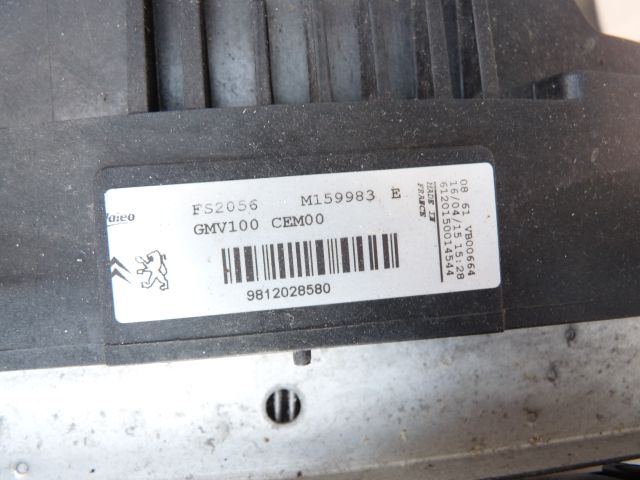 Valeo
FS2056 M159983 E
GMV100 CEM00
9812028580
MADE IN
FRANCE
08 61 VB00664
16/04/15 15:28
6120150014544